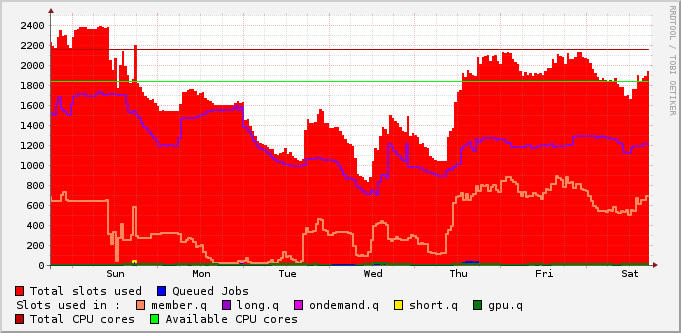 2400
2200
2000
1800
1600
1400
1200
1000
800
600
400
200
0
Sun Mon Tue Wed Thu Fri Sat
RRDTOOL / TOBI OETIKER
Total slots used Queued Jobs
Slots used in : member.q long.q ondemand.q short.q gpu.q
Total CPU cores Available CPU cores